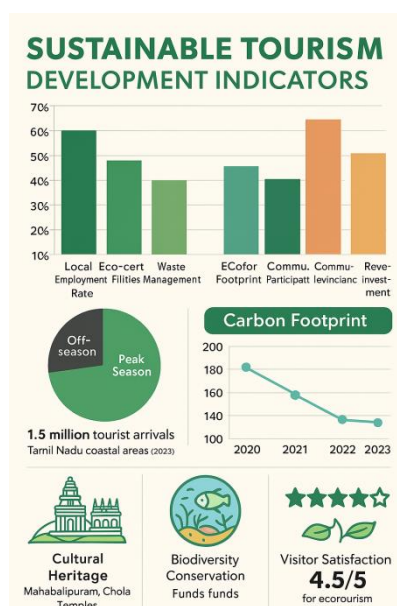 SUSTAINABLE TOURISM
DEVELOPMENT INDICATORS
70%
60%
50%
40%
30%
20%
10%
Local Employment Rate
Eco-cert Filities
Waste Management
ECofor Footprint
Commu. Participatt
Commu- levincianc
Reve- invest- ment
Off-
season
Peak
Season
1.5 million tourist arrivals
Tamil Nadu coastal areas (2023)
Carbon Footprint
200
180
160
140
100
2020 2021 2022 2023
Cultural
Heritage
Mahabalipuram, Chola
Temples
Biodiversity
Conservation
Funds funds
Visitor Satisfaction
4.5/5
for ecorourism